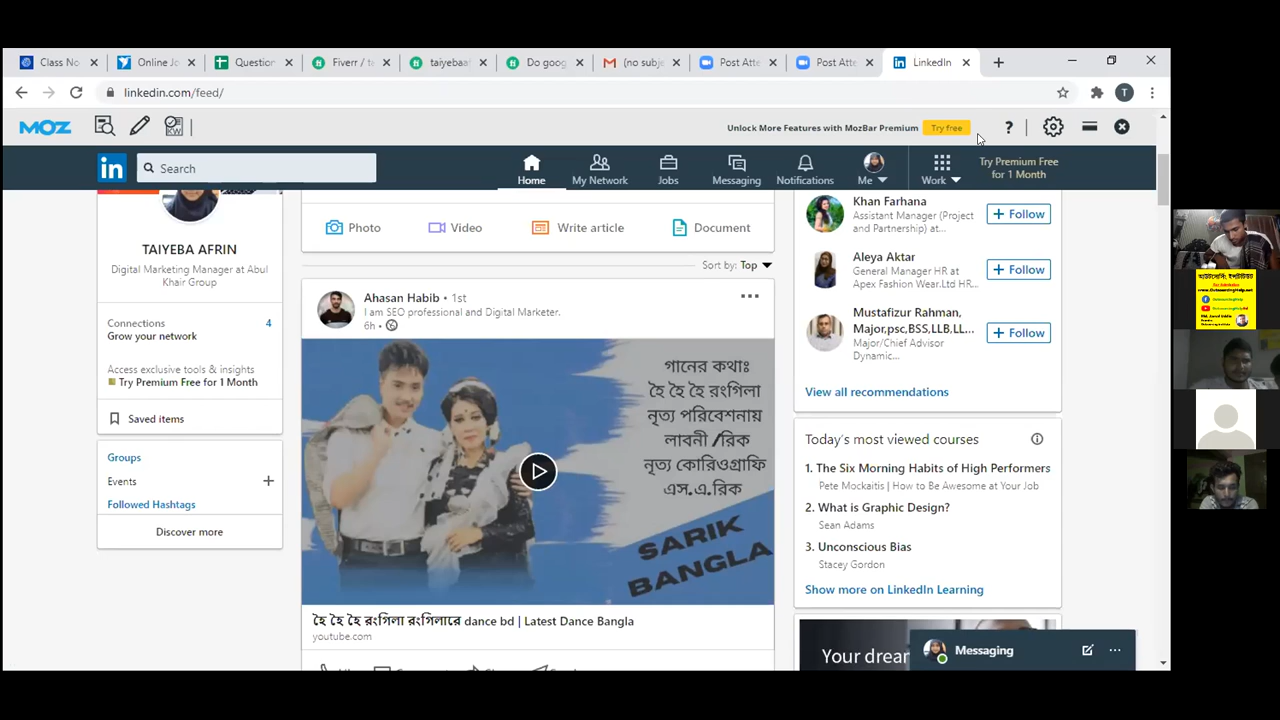 Class No
Online Jo
Question
Fiverr / ta
taiyebaa
Do goog
(no subje
Post Atte
Post Atte
LinkedIn
linkedin.com/feed/
T
MOZ
Unlock More Features with MozBar Premium
Try free
?
in
Search
Home
My Network
Jobs
Messaging
Notifications
Me
Work
Try Premium Free
for 1 Month
TAIYEBA AFRIN
Digital Marketing Manager at Abul
Khair Group
Connections 4
Grow your network
Access exclusive tools & insights
Try Premium Free for 1 Month
Saved items
Groups
Events
Followed Hashtags
Discover more
Photo
Video
Write article
Document
Sort by: Top
Ahasan Habib • 1st
I am SEO professional and Digital Marketer.
6h •
গানের কথাঃ
হৈ হৈ হৈ রংগিলা
নৃত্য পরিবেশনায়
লাবনী /রিক
নৃত্য কোরিওগ্রাফি
এস.এ.রিক
SARIK
BANGLA
হৈ হৈ হৈ রংগিলা রংগিলারে dance bd | Latest Dance Bangla
youtube.com
Khan Farhana
Assistant Manager (Project
and Partnership) at...
+ Follow
Aleya Aktar
General Manager HR at
Apex Fashion Wear.Ltd HR...
+ Follow
Mustafizur Rahman,
Major,psc,BSS,LLB,LL...
Major/Chief Advisor
Dynamic...
+ Follow
View all recommendations
Today's most viewed courses
1. The Six Morning Habits of High Performers
Pete Mockaitis | How to Be Awesome at Your Job
2. What is Graphic Design?
Sean Adams
3. Unconscious Bias
Stacey Gordon
Show more on LinkedIn Learning
Your drear
Messaging